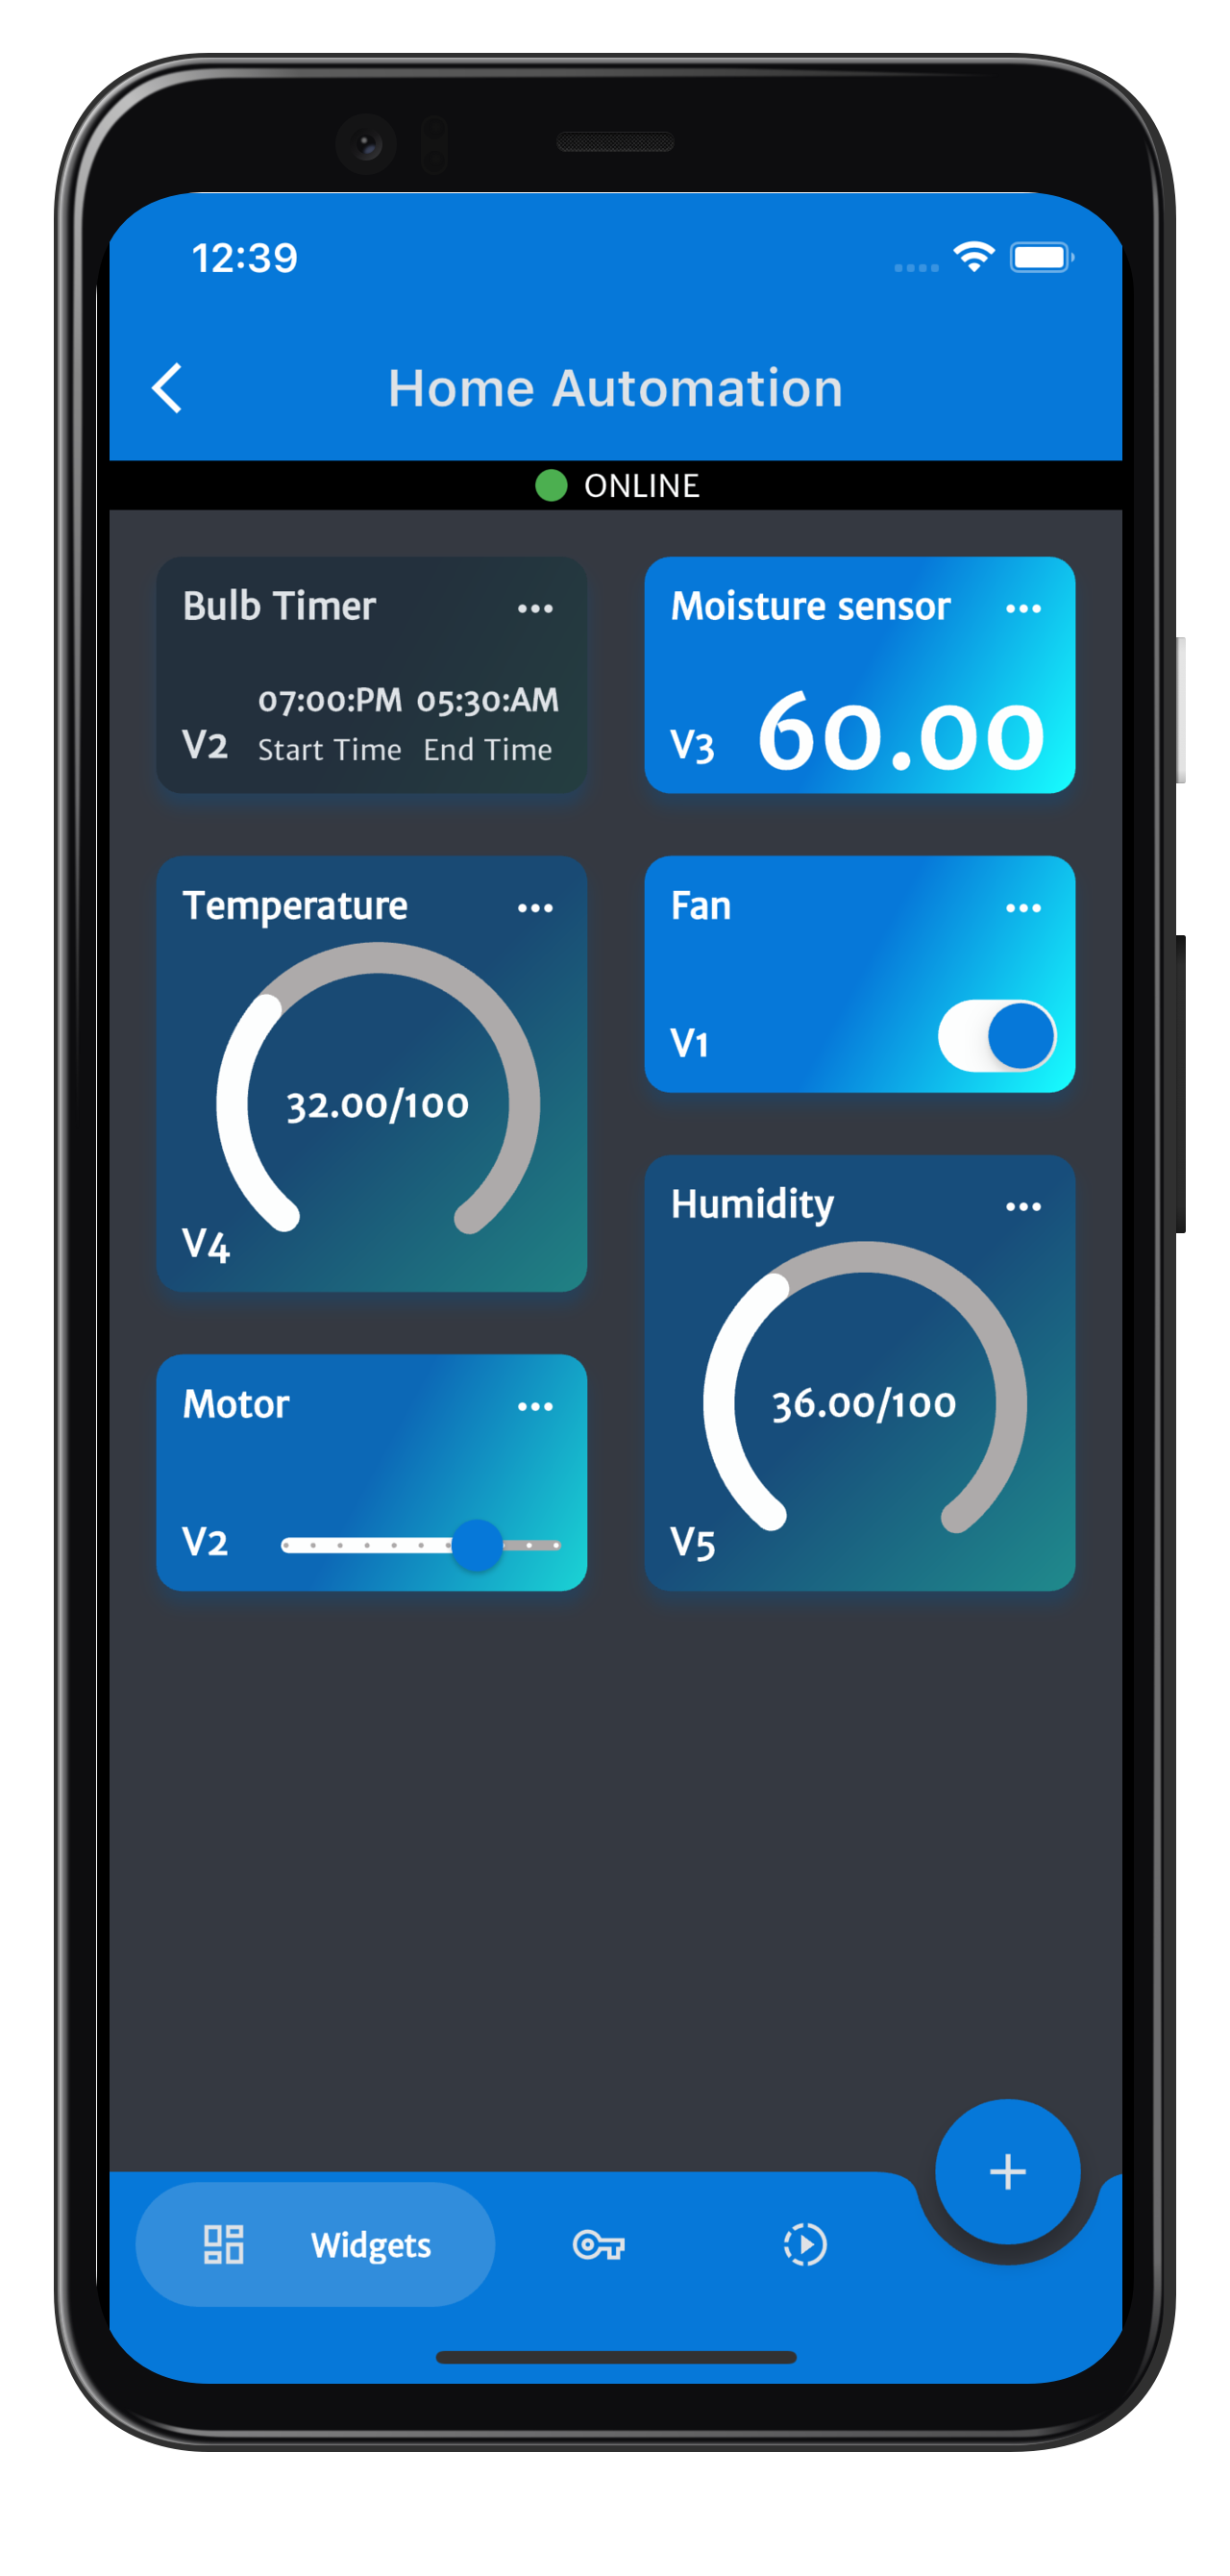 12:39
Home Automation
ONLINE
Bulb Timer
07:00:PM 05:30:AM
V2 Start Time End Time
Moisture sensor
V3 60.00
Temperature
32.00/100
V4
Fan
V1
Humidity
36.00/100
V5
Motor
V2
Widgets